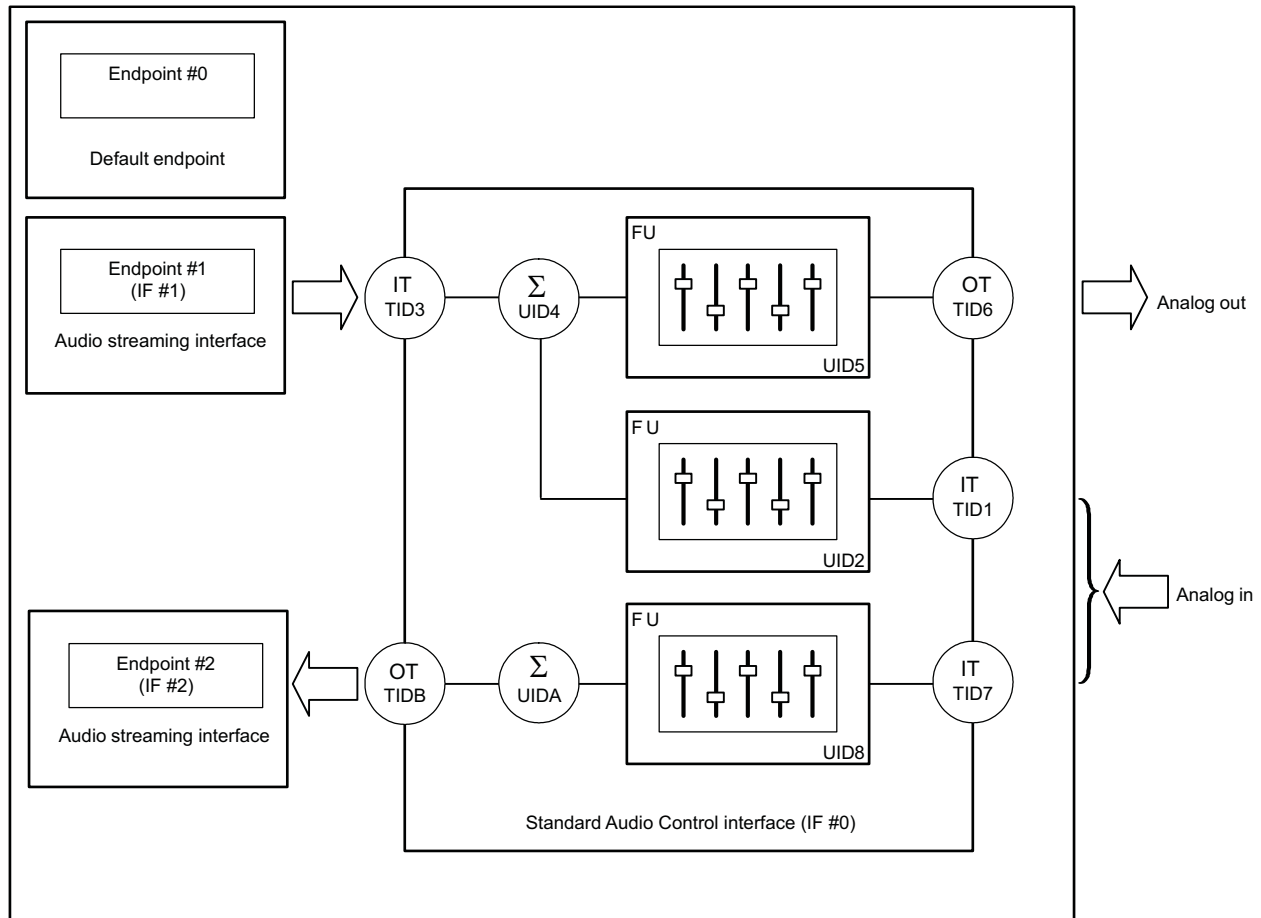 Endpoint #0
Default endpoint
Endpoint #1
(IF #1)
Audio streaming interface
IT
TID3
Σ
UID4
FU
UID5
OT
TID6
Analog out
F U
UID2
IT
TID1
Analog in
Endpoint #2
(IF #2)
Audio streaming interface
OT
TIDB
Σ
UIDA
F U
UID8
IT
TID7
Standard Audio Control interface (IF #0)